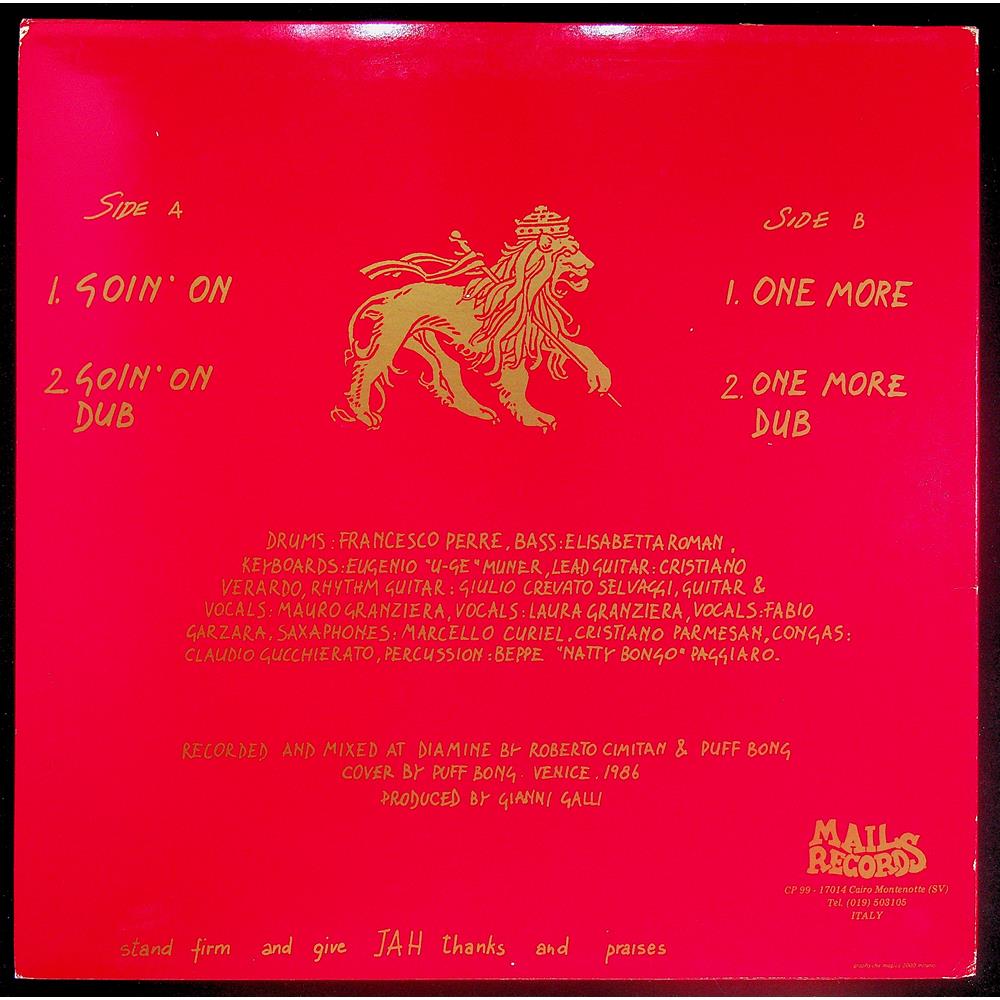 SIDE A
1. GOIN' ON
2. GOIN' ON
DUB
SIDE B
1. ONE MORE
2. ONE MORE
DUB
DRUMS: FRANCESCO PERRE, BASS: ELISABETTA ROMAN,
KEYBOARDS: EUGENIO "U-GE" MUNER, LEAD GUITAR: CRISTIANO
VERARDO, RHYTHM GUITAR: GIULIO CREVATO SELVAGGI, GUITAR &
VOCALS: MAURO GRANZIERA, VOCALS: LAURA GRANZIERA, VOCALS: FABIO
GARZARA, SAXAPHONES: MARCELLO CURIEL, CRISTIANO PARMESAN, CONGAS:
CLAUDIO GUCCHIERATO, PERCUSSION: BEPPE "NATTY BONGO" PAGGIARO.
RECORDED AND MIXED AT DIAMINE BY ROBERTO CIMITAN & PUFF BONG
COVER BY PUFF BONG. VENICE. 1986
PRODUCED BY GIANNI GALLI
MAILS
RECORDS
CP 99 - 17014 Cairo Montenotte (SV)
Tel. (019) 503105
ITALY
stand firm and give JAH thanks and praises